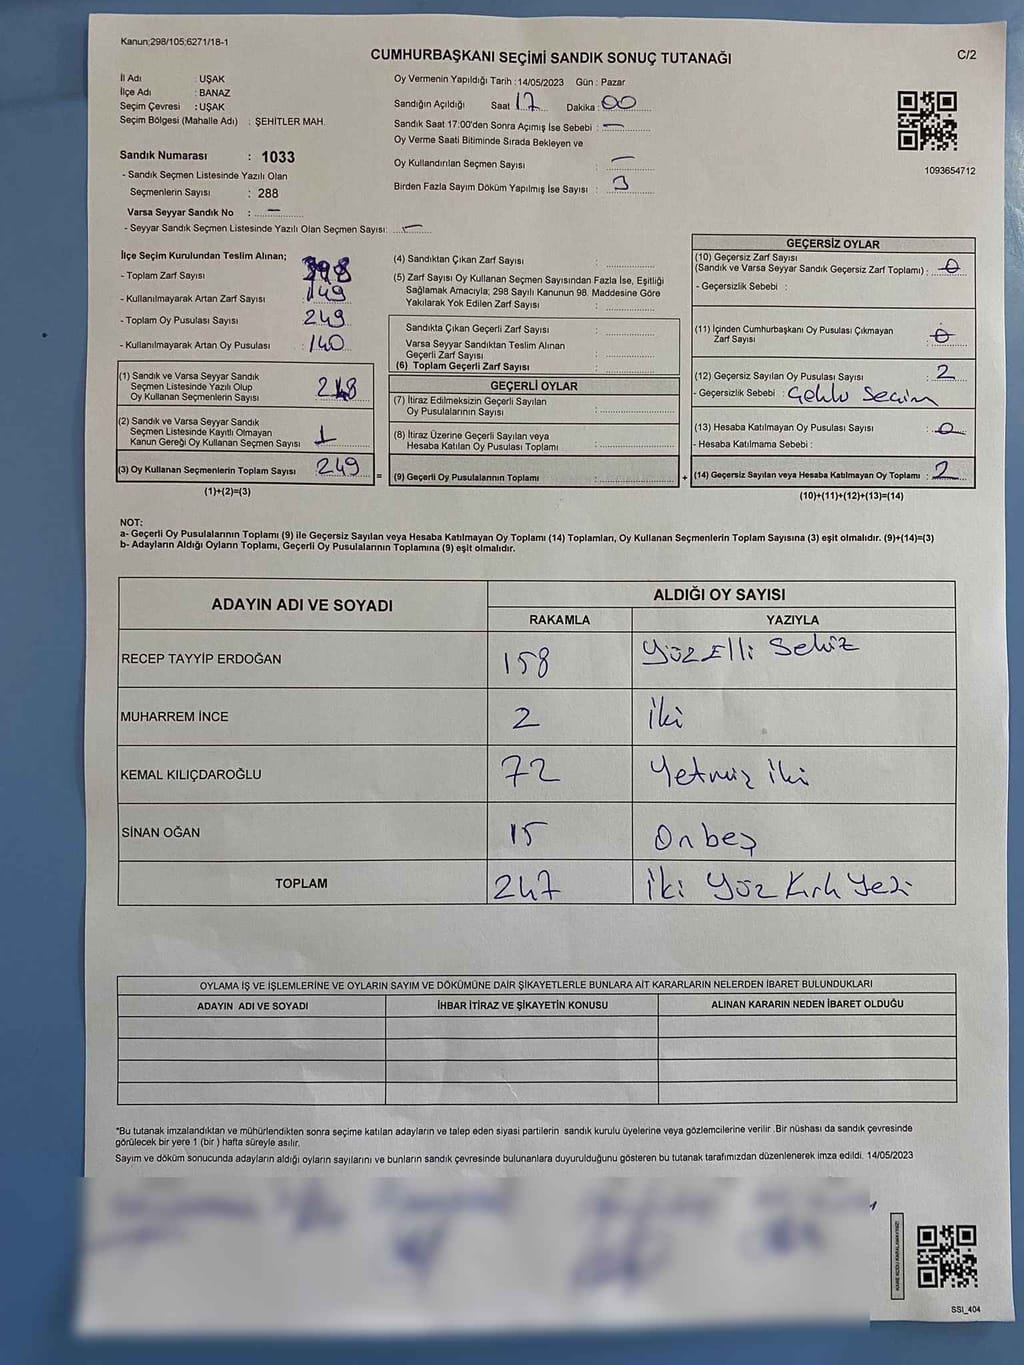 Kanun;298/105;6271/18-1
CUMHURBAŞKANI SEÇİMİ SANDIK SONUÇ TUTANAĞI
C/2
İl Adı : UŞAK
İlçe Adı : BANAZ
Seçim Çevresi : UŞAK
Seçim Bölgesi (Mahalle Adı) : ŞEHİTLER MAH.
Oy Vermenin Yapıldığı Tarih : 14/05/2023 Gün : Pazar
Sandığın Açıldığı Saat 17 Dakika : 00
Sandık Saat 17:00'den Sonra Açımış İse Sebebi : —
Oy Verme Saati Bitiminde Sırada Bekleyen ve
Oy Kullandırılan Seçmen Sayısı : —
Birden Fazla Sayım Döküm Yapılmış İse Sayısı : 3
1093654712
Sandık Numarası : 1033
- Sandık Seçmen Listesinde Yazılı Olan
Seçmenlerin Sayısı : 288
Varsa Seyyar Sandık No : —
- Seyyar Sandık Seçmen Listesinde Yazılı Olan Seçmen Sayısı: —
İlçe Seçim Kurulundan Teslim Alınan;
- Toplam Zarf Sayısı : 398
- Kullanılmayarak Artan Zarf Sayısı : 149
- Toplam Oy Pusulası Sayısı : 249
- Kullanılmayarak Artan Oy Pusulası : 140
(1) Sandık ve Varsa Seyyar Sandık
Seçmen Listesinde Yazılı Olup
Oy Kullanan Seçmenlerin Sayısı : 248
(2) Sandık ve Varsa Seyyar Sandık
Seçmen Listesinde Kayıtlı Olmayan
Kanun Gereği Oy Kullanan Seçmen Sayısı : 1
(3) Oy Kullanan Seçmenlerin Toplam Sayısı : 249 =
(1)+(2)=(3)
(4) Sandıktan Çıkan Zarf Sayısı :
(5) Zarf Sayısı Oy Kullanan Seçmen Sayısından Fazla İse, Eşitliği
Sağlamak Amacıyla; 298 Sayılı Kanunun 98. Maddesine Göre
Yakılarak Yok Edilen Zarf Sayısı :
Sandıkta Çıkan Geçerli Zarf Sayısı :
Varsa Seyyar Sandıktan Teslim Alınan
Geçerli Zarf Sayısı :
(6) Toplam Geçerli Zarf Sayısı :
GEÇERLİ OYLAR
(7) İtiraz Edilmeksizin Geçerli Sayılan
Oy Pusulalarının Sayısı :
(8) İtiraz Üzerine Geçerli Sayılan veya
Hesaba Katılan Oy Pusulası Toplamı :
(9) Geçerli Oy Pusulalarının Toplamı : +
GEÇERSİZ OYLAR
(10) Geçersiz Zarf Sayısı
(Sandık ve Varsa Seyyar Sandık Geçersiz Zarf Toplamı) : 0
- Geçersizlik Sebebi :
(11) İçinden Cumhurbaşkanı Oy Pusulası Çıkmayan
Zarf Sayısı : 0
(12) Geçersiz Sayılan Oy Pusulası Sayısı : 2
- Geçersizlik Sebebi : Çoklu Seçim
(13) Hesaba Katılmayan Oy Pusulası Sayısı : 0
- Hesaba Katılmama Sebebi :
(14) Geçersiz Sayılan veya Hesaba Katılmayan Oy Toplamı : 2
(10)+(11)+(12)+(13)=(14)
NOT:
a- Geçerli Oy Pusulalarının Toplamı (9) ile Geçersiz Sayılan veya Hesaba Katılmayan Oy Toplamı (14) Toplamları, Oy Kullanan Seçmenlerin Toplam Sayısına (3) eşit olmalıdır. (9)+(14)=(3)
b- Adayların Aldığı Oyların Toplamı, Geçerli Oy Pusulalarının Toplamına (9) eşit olmalıdır.
ADAYIN ADI VE SOYADI ALDIĞI OY SAYISI
RAKAMLA YAZIYLA
RECEP TAYYİP ERDOĞAN 158 Yüz Elli Sekiz
MUHARREM İNCE 2 İki
KEMAL KILIÇDAROĞLU 72 Yetmiş iki
SİNAN OĞAN 15 On beş
TOPLAM 247 İki Yüz Kırk Yedi
OYLAMA İŞ VE İŞLEMLERİNE VE OYLARIN SAYIM VE DÖKÜMÜNE DAİR ŞİKAYETLERLE BUNLARA AİT KARARLARIN NELERDEN İBARET BULUNDUKLARI
ADAYIN ADI VE SOYADI İHBAR İTİRAZ VE ŞİKAYETİN KONUSU ALINAN KARARIN NEDEN İBARET OLDUĞU
*Bu tutanak imzalandıktan ve mühürlendikten sonra seçime katılan adayların ve talep eden siyasi partilerin sandık kurulu üyelerine veya gözlemcilerine verilir .Bir nüshası da sandık çevresinde
görülecek bir yere 1 (bir ) hafta süreyle asılır.
Sayım ve döküm sonucunda adayların aldığı oyların sayılarını ve bunların sandık çevresinde bulunanlara duyurulduğunu gösteren bu tutanak tarafımızdan düzenlenerek imza edildi. 14/05/2023
KARE KODU KARALAMAYINIZ!
SSI_404